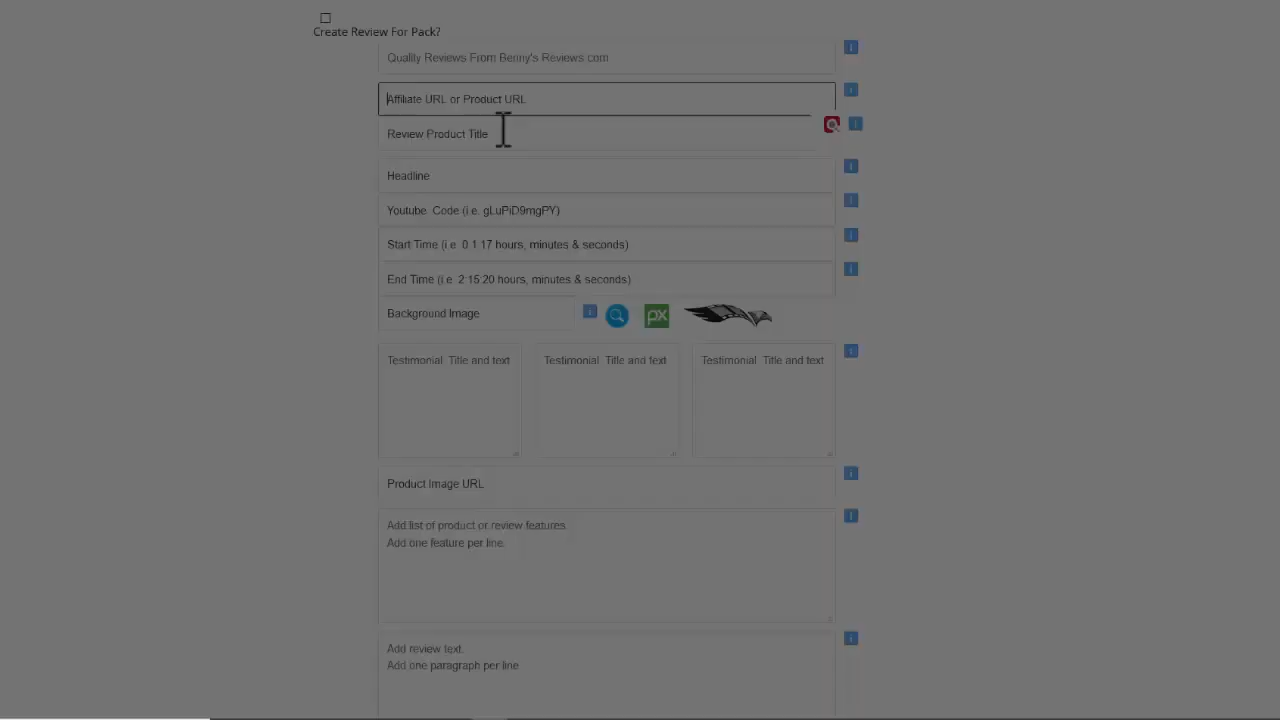 Create Review For Pack?
Quality Reviews From Benny's Reviews.com
Affiliate URL or Product URL
Review Product Title
Headline
Youtube Code (i.e. gLuPiD9mgPY)
Start Time (i.e. 0:1:17 hours, minutes & seconds)
End Time (i.e. 2:15:20 hours, minutes & seconds)
Background Image
px
Testimonial Title and text
Testimonial Title and text
Testimonial Title and text
Product Image URL
Add list of product or review features.
Add one feature per line.
Add review text.
Add one paragraph per line